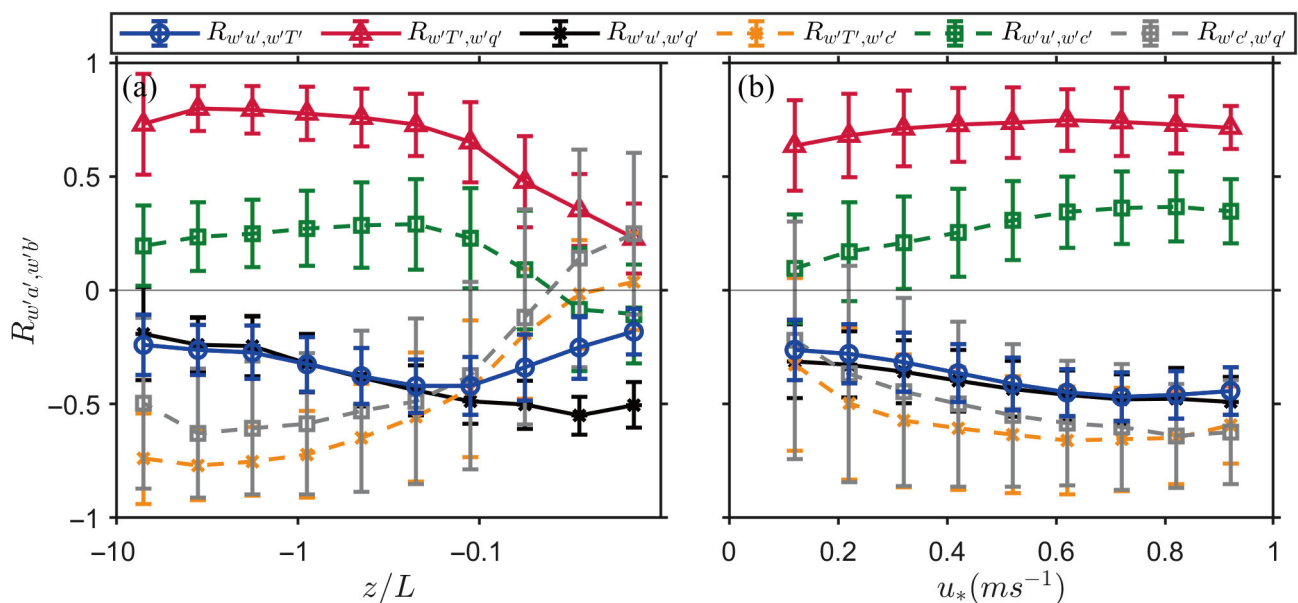 R_{w'u',w'T'} R_{w'T',w'q'} R_{w'u',w'q'} R_{w'T',w'c'} R_{w'u',w'c'} R_{w'c',w'q'}
(a) (b)
1
0.5
0
−0.5
−1
R_{w'a',w'b'}
-10 -1 -0.1 0 0.2 0.4 0.6 0.8 1
z/L u_*(ms^{-1})